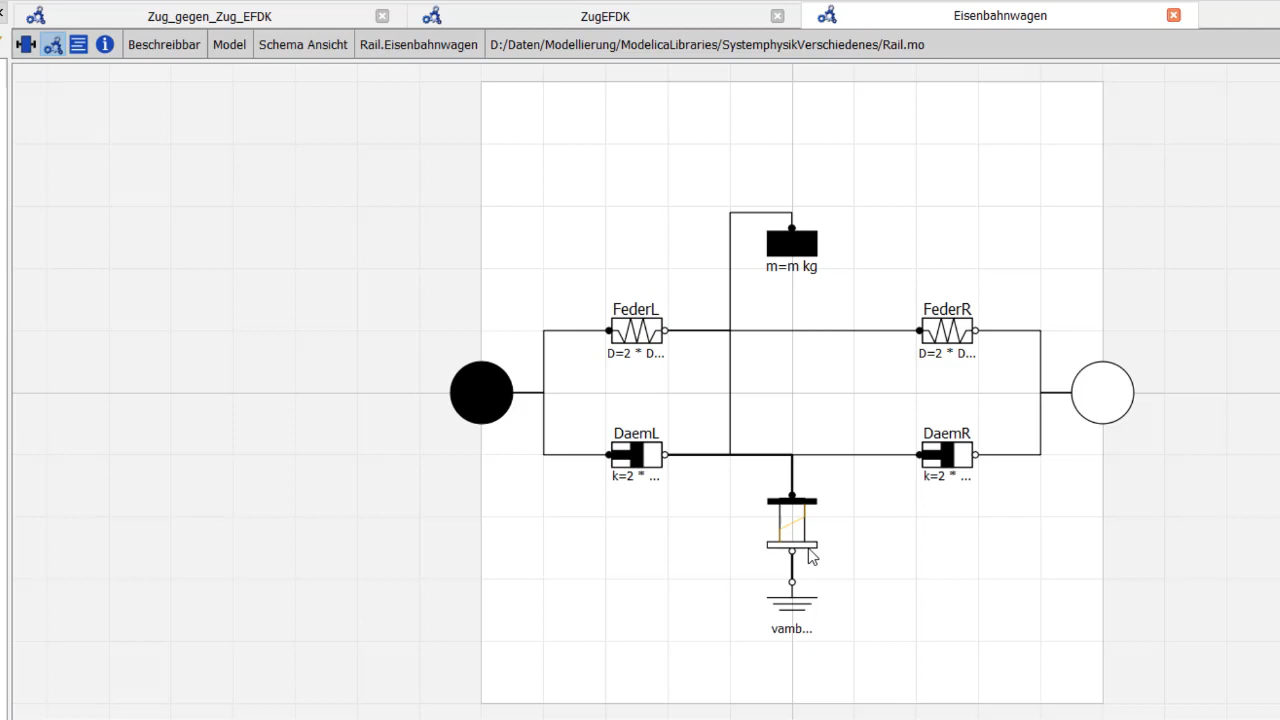 Zug_gegen_Zug_EFDK
ZugEFDK
Eisenbahnwagen
Beschreibbar
Model
Schema Ansicht
Rail.Eisenbahnwagen
D:/Daten/Modellierung/ModelicaLibraries/SystemphysikVerschiedenes/Rail.mo
m=m kg
FederL
FederR
D=2 * D...
D=2 * D...
DaemL
DaemR
k=2 * ...
k=2 * ...
vamb...